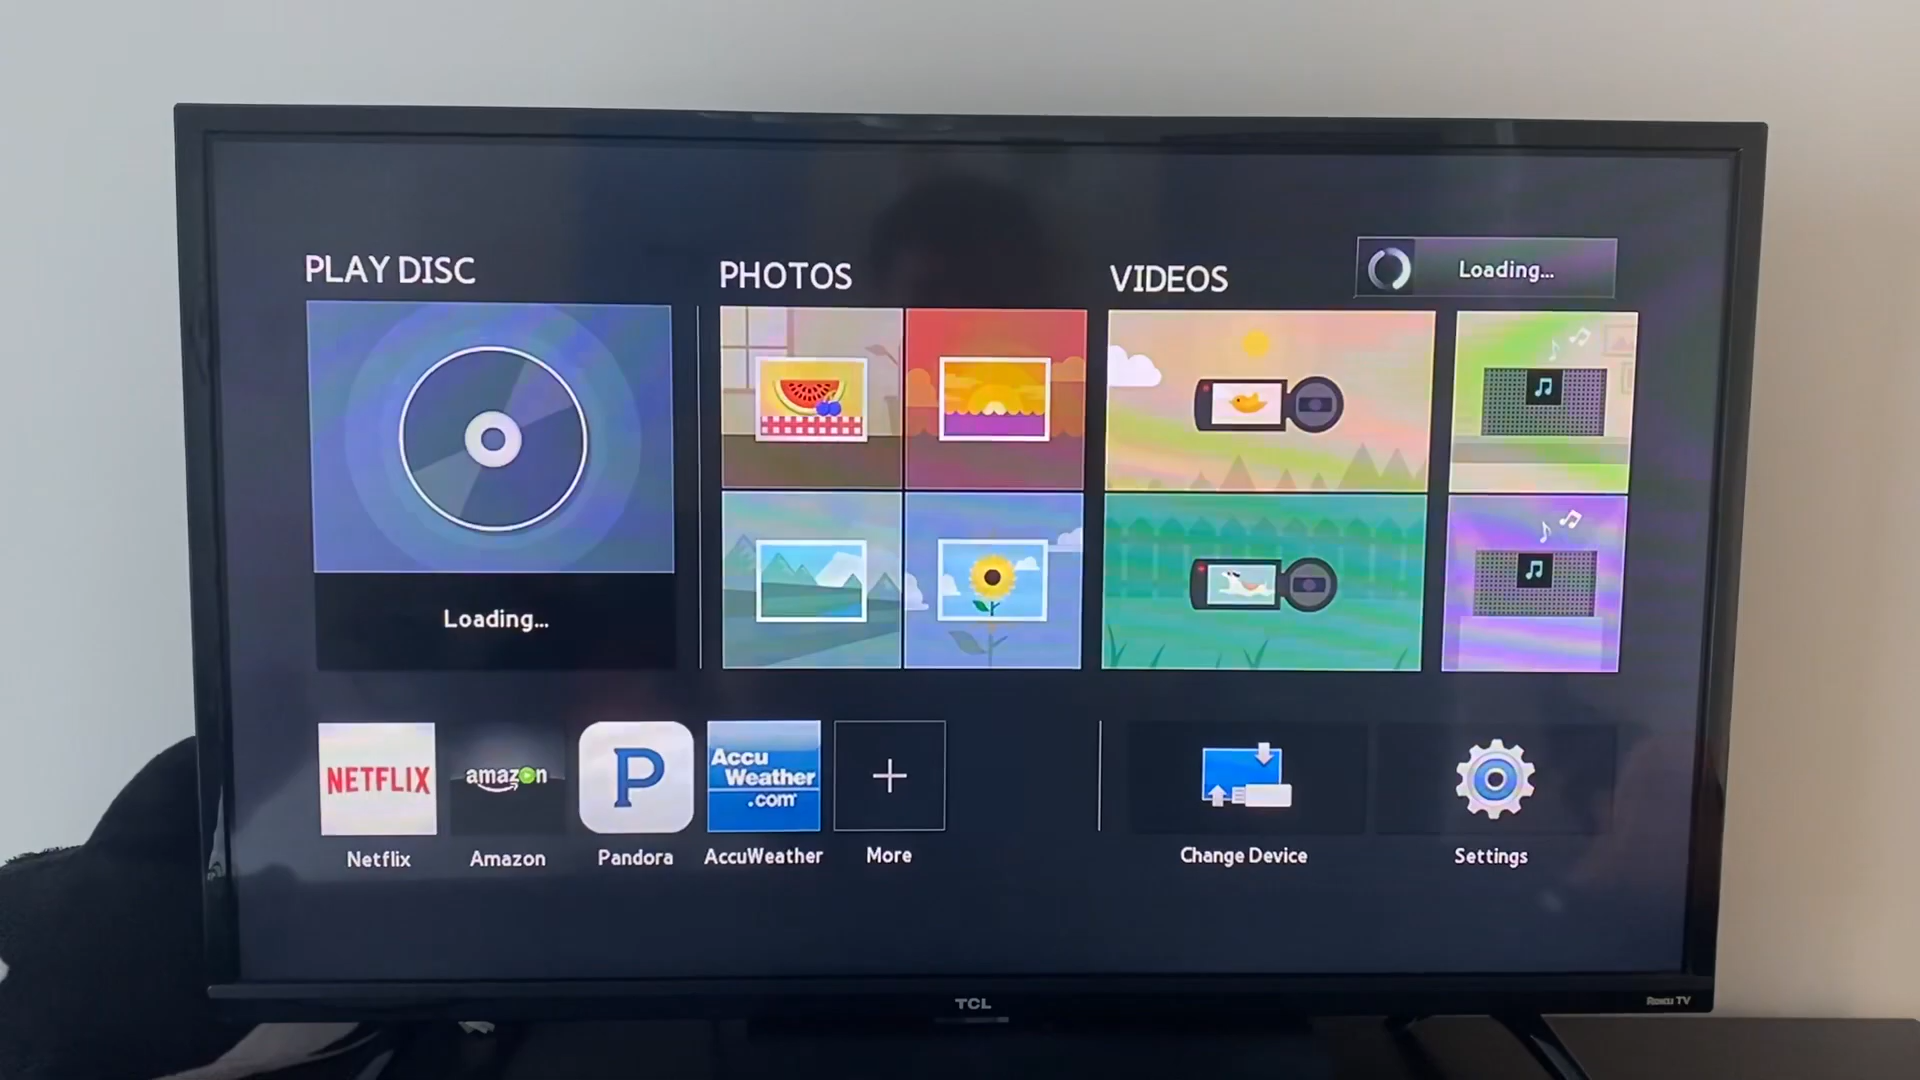 PLAY DISC
PHOTOS
VIDEOS
Loading...
Loading...
NETFLIX
amazon
P
Accu
Weather
.com
Netflix
Amazon
Pandora
AccuWeather
More
Change Device
Settings
TCL
Roku TV